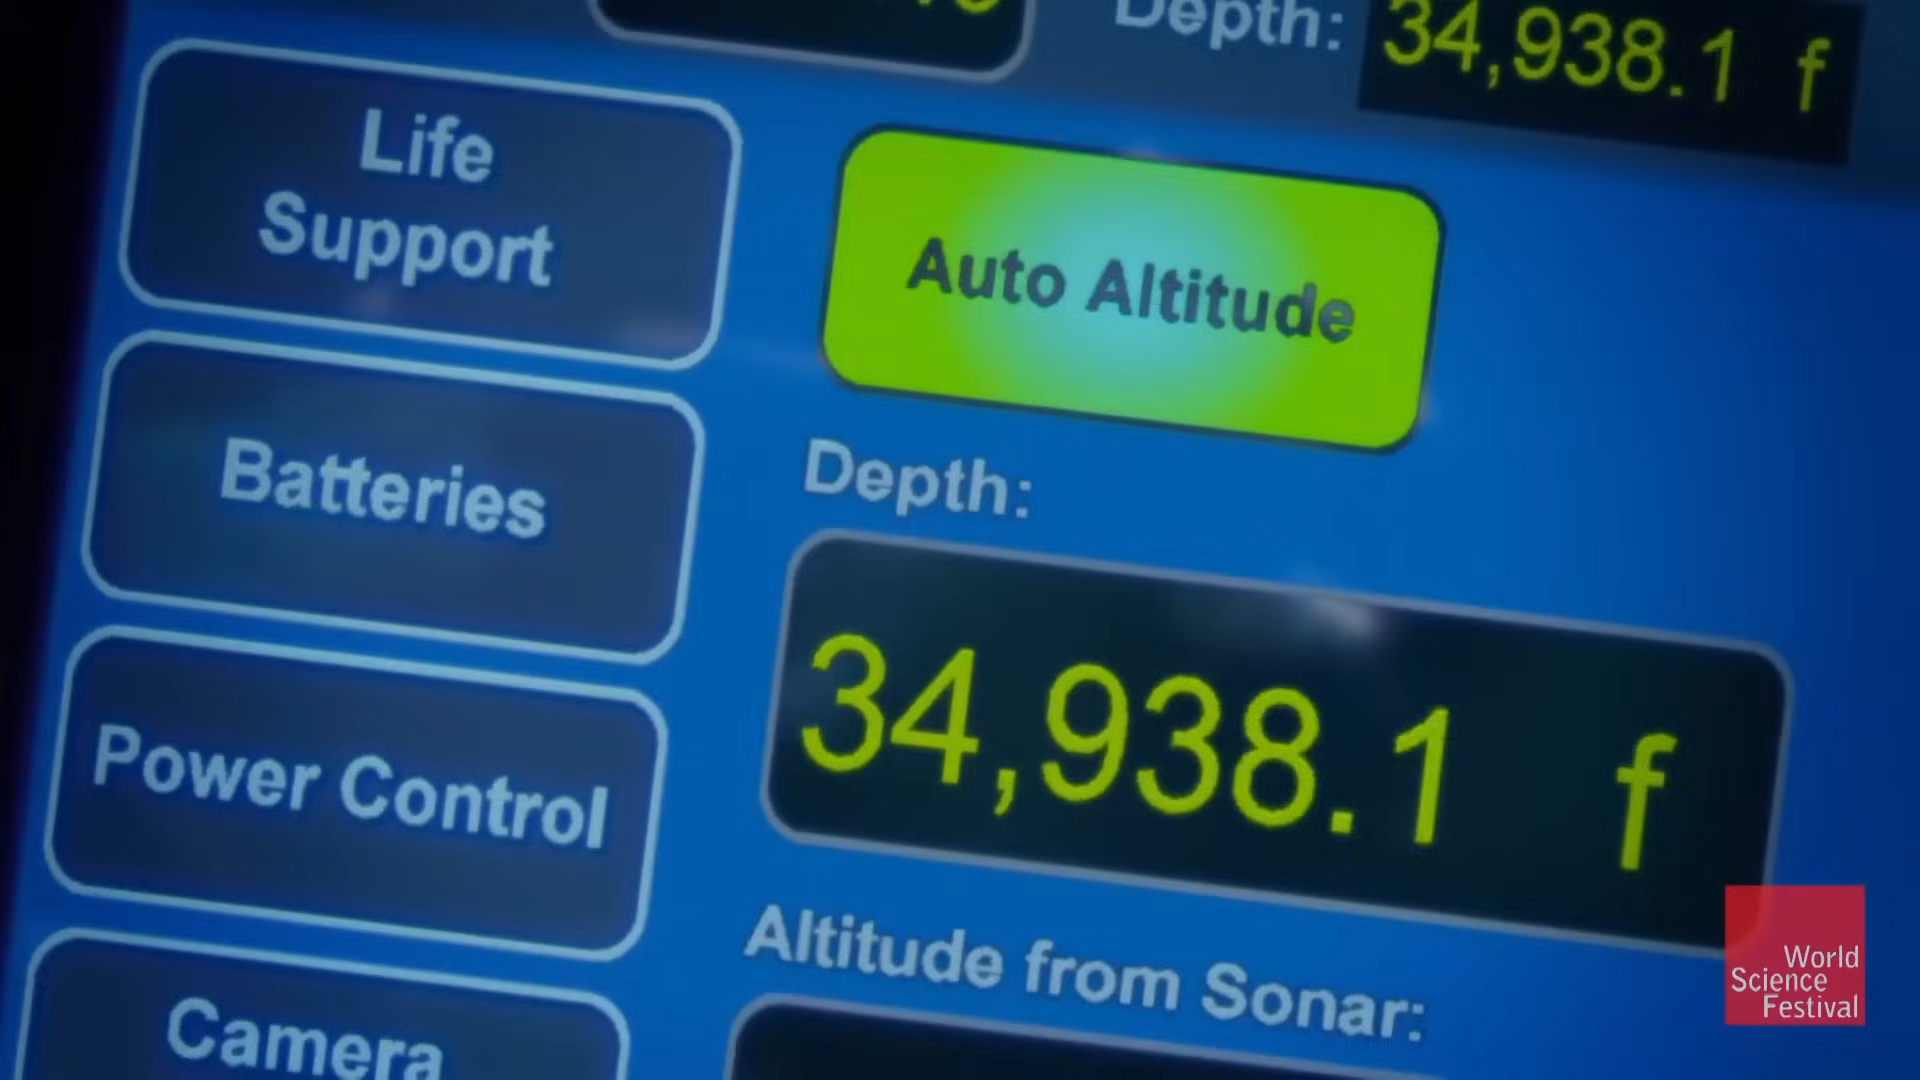 Depth: 34,938.1 f
Life
Support
Auto Altitude
Batteries
Depth:
34,938.1 f
Power Control
Altitude from Sonar:
Camera
World
Science
Festival